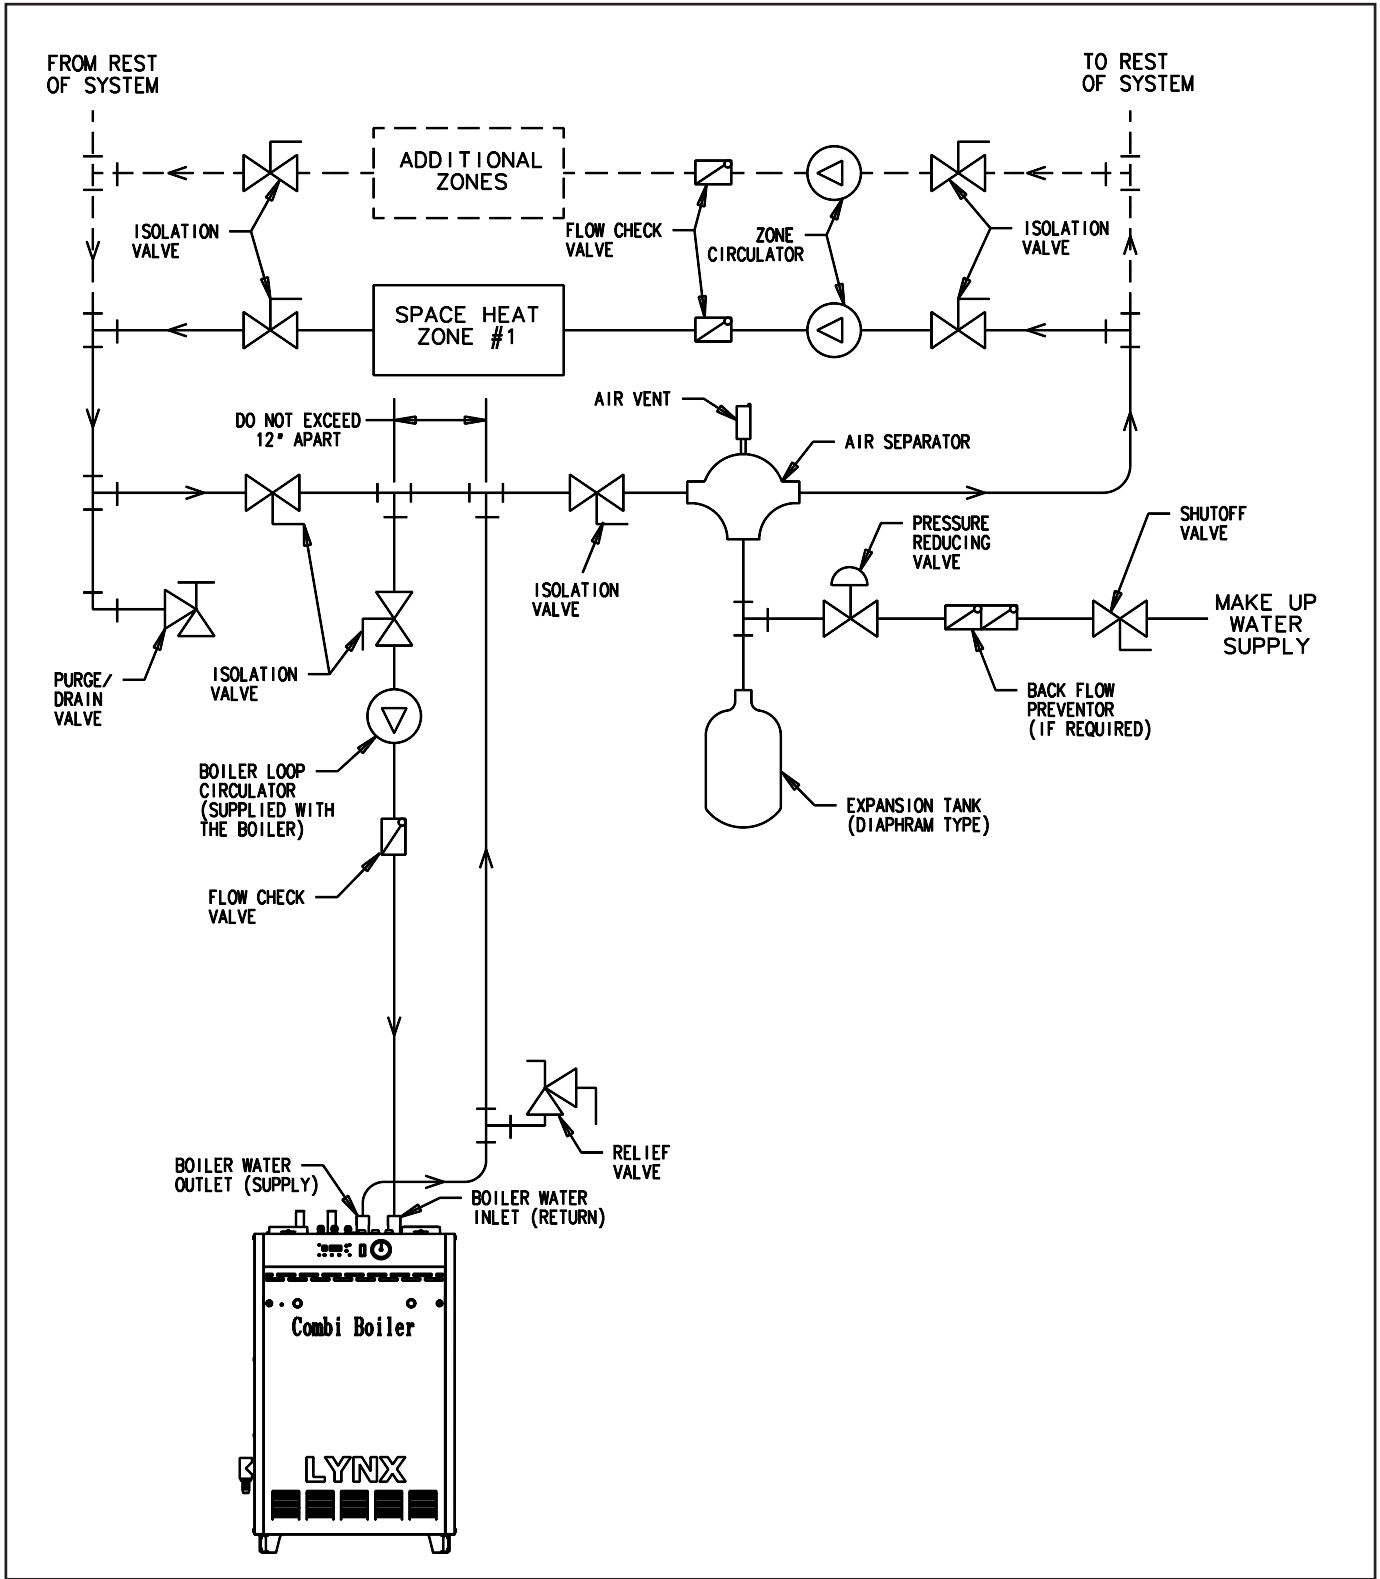 FROM REST
OF SYSTEM
TO REST
OF SYSTEM
ADDITIONAL
ZONES
ISOLATION
VALVE
FLOW CHECK
VALVE
ZONE
CIRCULATOR
ISOLATION
VALVE
SPACE HEAT
ZONE #1
DO NOT EXCEED
12" APART
AIR VENT
AIR SEPARATOR
PRESSURE
REDUCING
VALVE
SHUTOFF
VALVE
ISOLATION
VALVE
MAKE UP
WATER
SUPPLY
PURGE/
DRAIN
VALVE
ISOLATION
VALVE
BACK FLOW
PREVENTOR
(IF REQUIRED)
BOILER LOOP
CIRCULATOR
(SUPPLIED WITH
THE BOILER)
EXPANSION TANK
(DIAPHRAM TYPE)
FLOW CHECK
VALVE
RELIEF
VALVE
BOILER WATER
OUTLET (SUPPLY)
BOILER WATER
INLET (RETURN)
Combi Boiler
LYNX